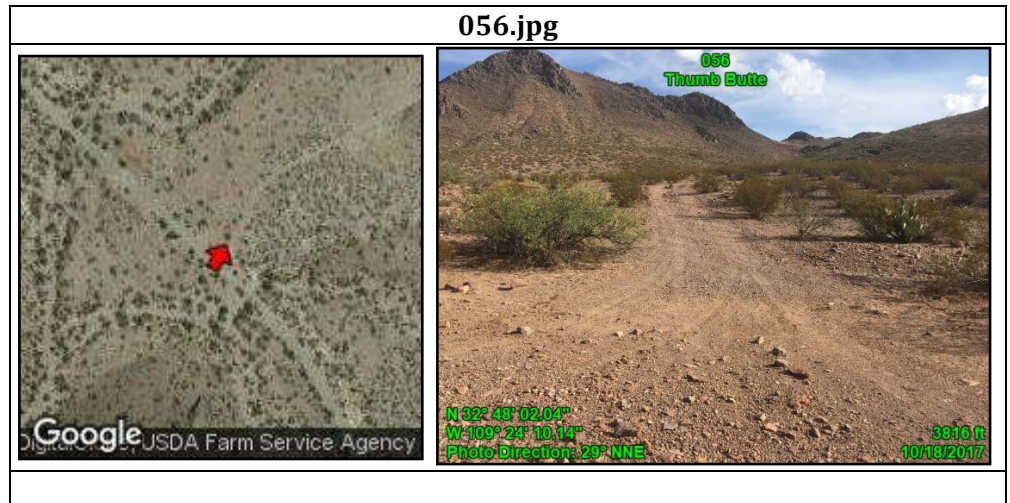 056.jpg
056
Thumb Butte
Google
USDA Farm Service Agency
N 32° 48' 02.04"
W 109° 24' 10.14"
Photo Direction: 29° NNE
3816 ft
10/18/2017